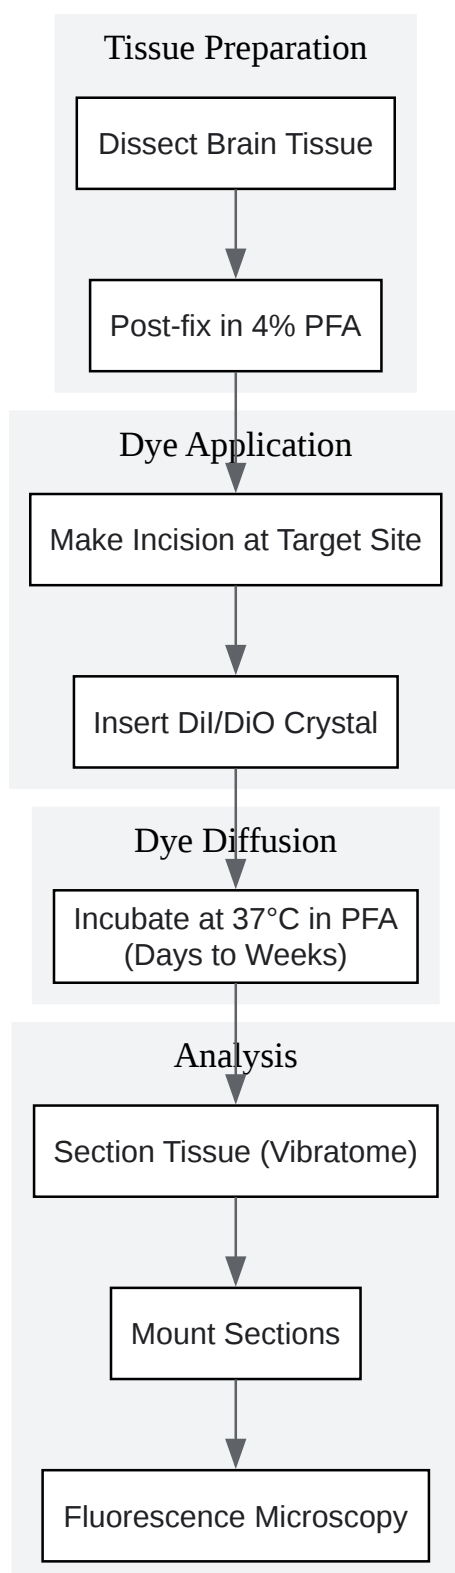 Tissue Preparation
Dissect Brain Tissue
Post-fix in 4% PFA
Dye Application
Make Incision at Target Site
Insert DiI/DiO Crystal
Dye Diffusion
Incubate at 37°C in PFA
(Days to Weeks)
Analysis
Section Tissue (Vibratome)
Mount Sections
Fluorescence Microscopy